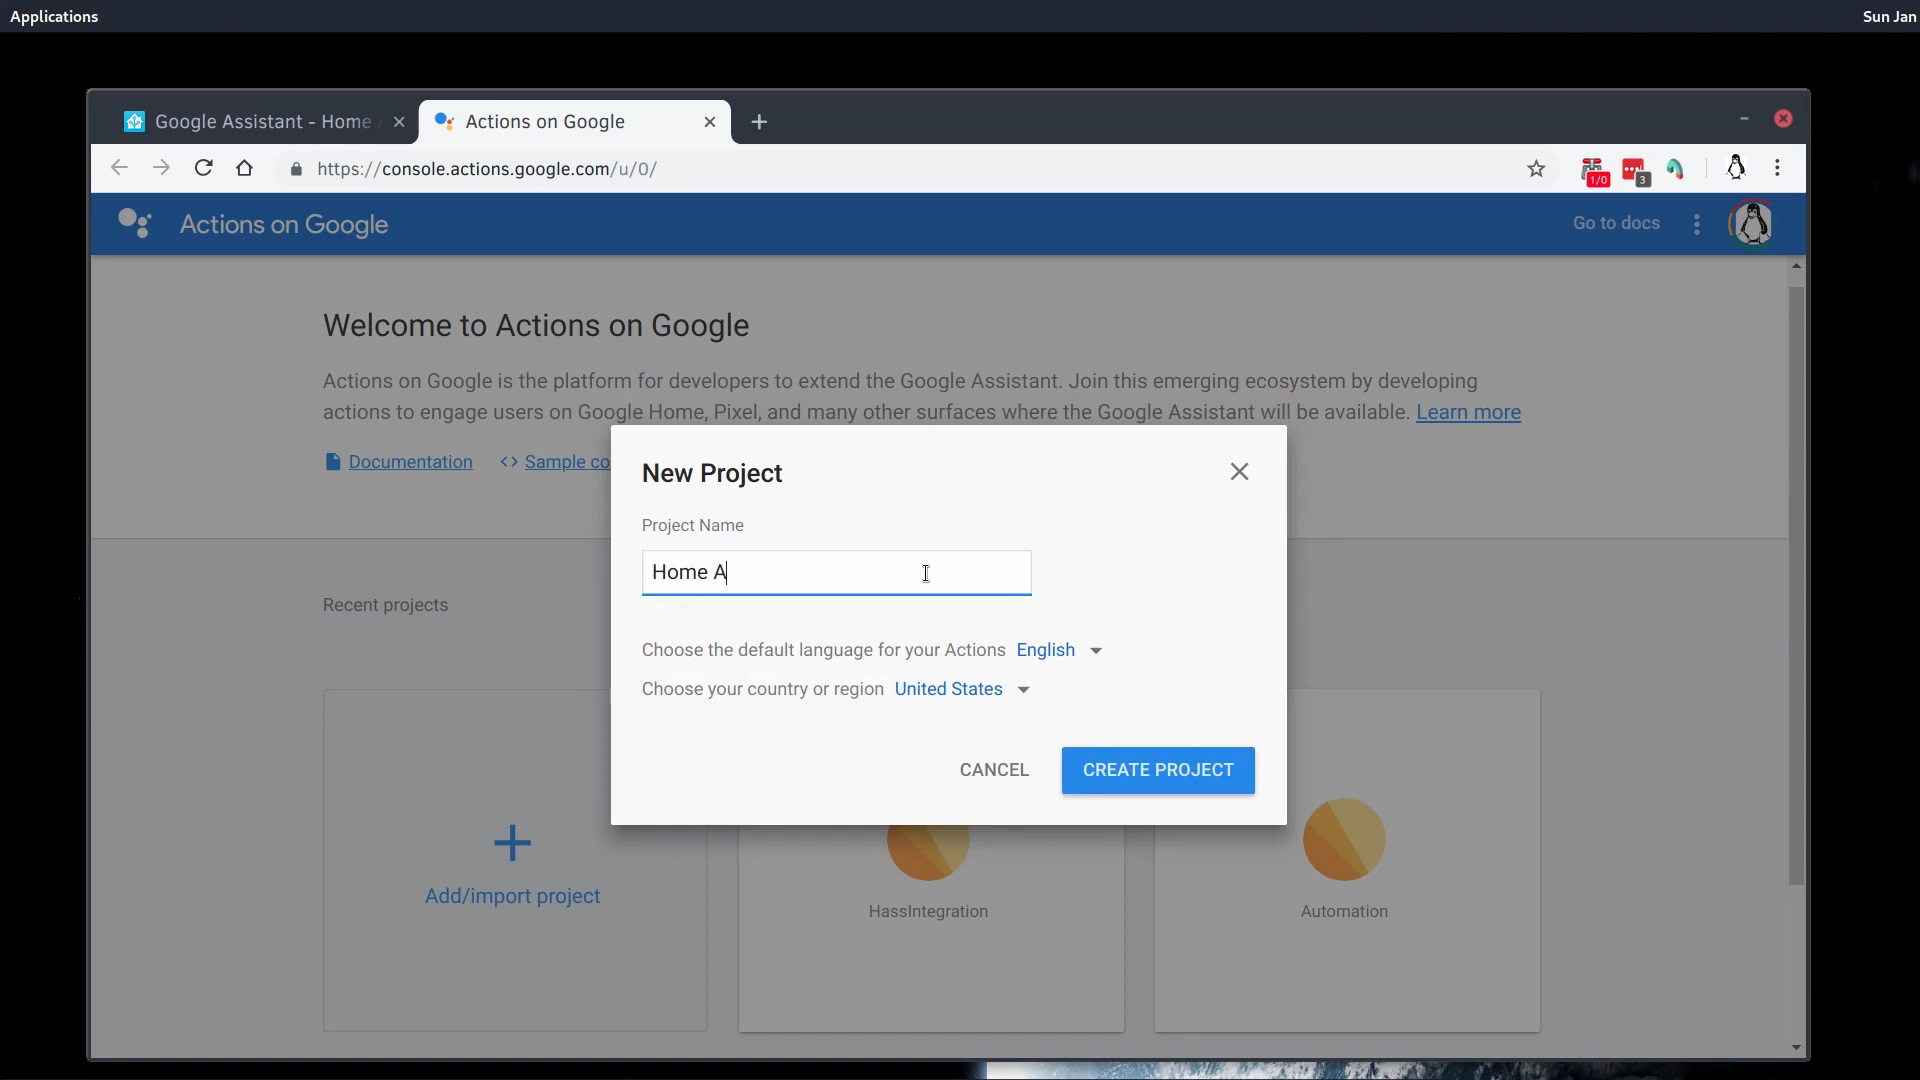 Applications
Sun Jan
Google Assistant - Home
Actions on Google
https://console.actions.google.com/u/0/
1/0
3
Actions on Google
Go to docs
Welcome to Actions on Google
Actions on Google is the platform for developers to extend the Google Assistant. Join this emerging ecosystem by developing
actions to engage users on Google Home, Pixel, and many other surfaces where the Google Assistant will be available. Learn more
Documentation
<> Sample co
New Project
Project Name
Home A
Choose the default language for your Actions English
Choose your country or region United States
CANCEL
CREATE PROJECT
Recent projects
Add/import project
HassIntegration
Automation